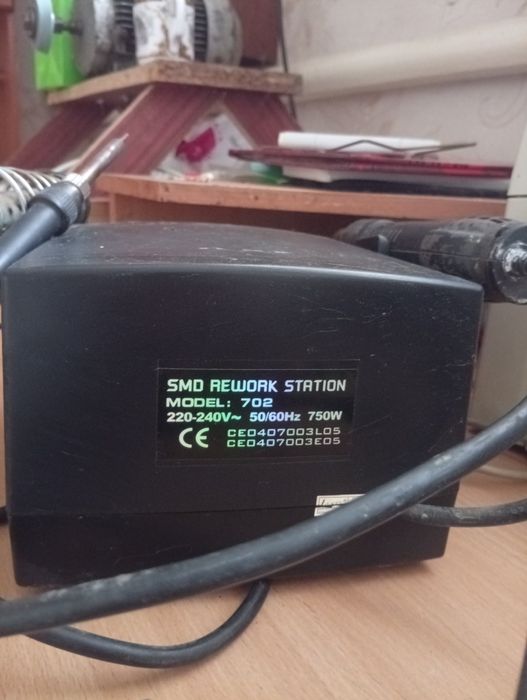 SMD REWORK STATION
MODEL: 702
220-240V~ 50/60Hz 750W
CE CE0407003L05
CE0407003E05